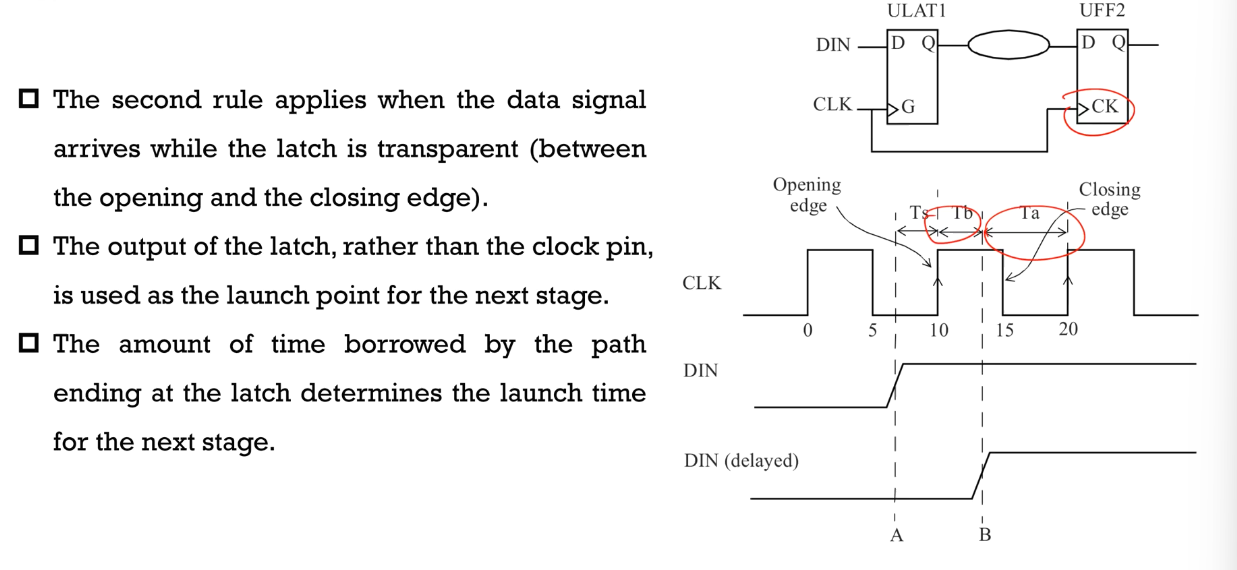 The second rule applies when the data signal
arrives while the latch is transparent (between
the opening and the closing edge).
The output of the latch, rather than the clock pin,
is used as the launch point for the next stage.
The amount of time borrowed by the path
ending at the latch determines the launch time
for the next stage.
ULAT1 UFF2
DIN D Q D Q
CLK G CK
Opening
edge
Closing
edge
Ts Tb Ta
CLK
0 5 10 15 20
DIN
DIN (delayed)
A B